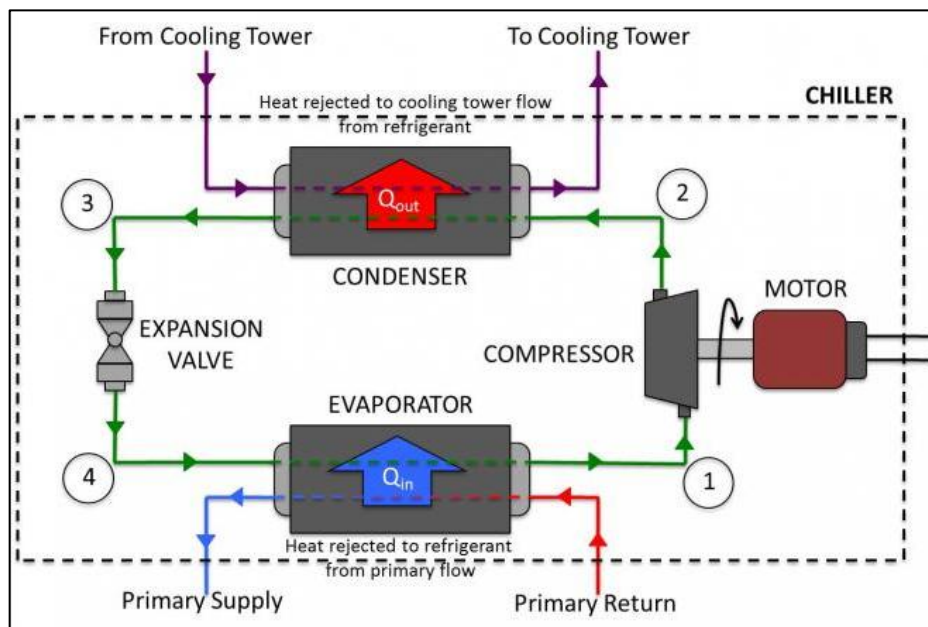 From Cooling Tower
To Cooling Tower
Heat rejected to cooling tower flow
from refrigerant
CHILLER
3
Qout
2
CONDENSER
MOTOR
EXPANSION
VALVE
COMPRESSOR
EVAPORATOR
4
Qin
1
Heat rejected to refrigerant
from primary flow
Primary Supply
Primary Return